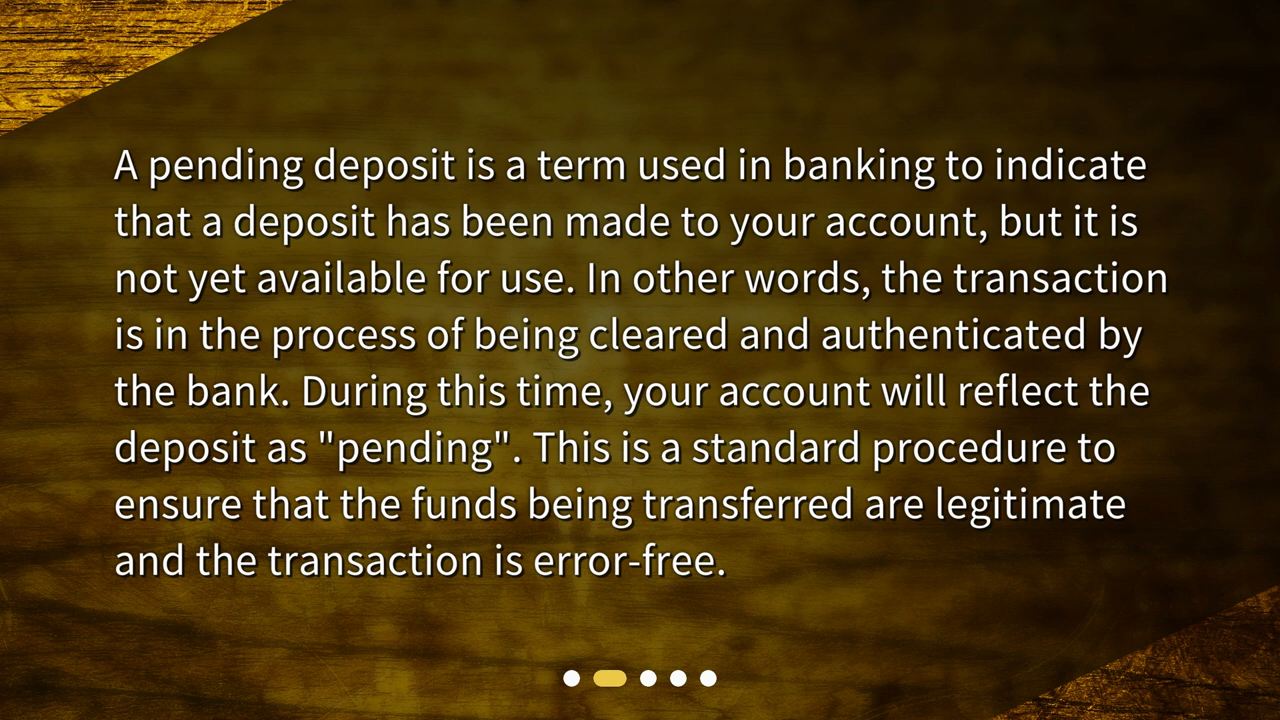 A pending deposit is a term used in banking to indicate
that a deposit has been made to your account, but it is
not yet available for use. In other words, the transaction
is in the process of being cleared and authenticated by
the bank. During this time, your account will reflect the
deposit as "pending". This is a standard procedure to
ensure that the funds being transferred are legitimate
and the transaction is error-free.